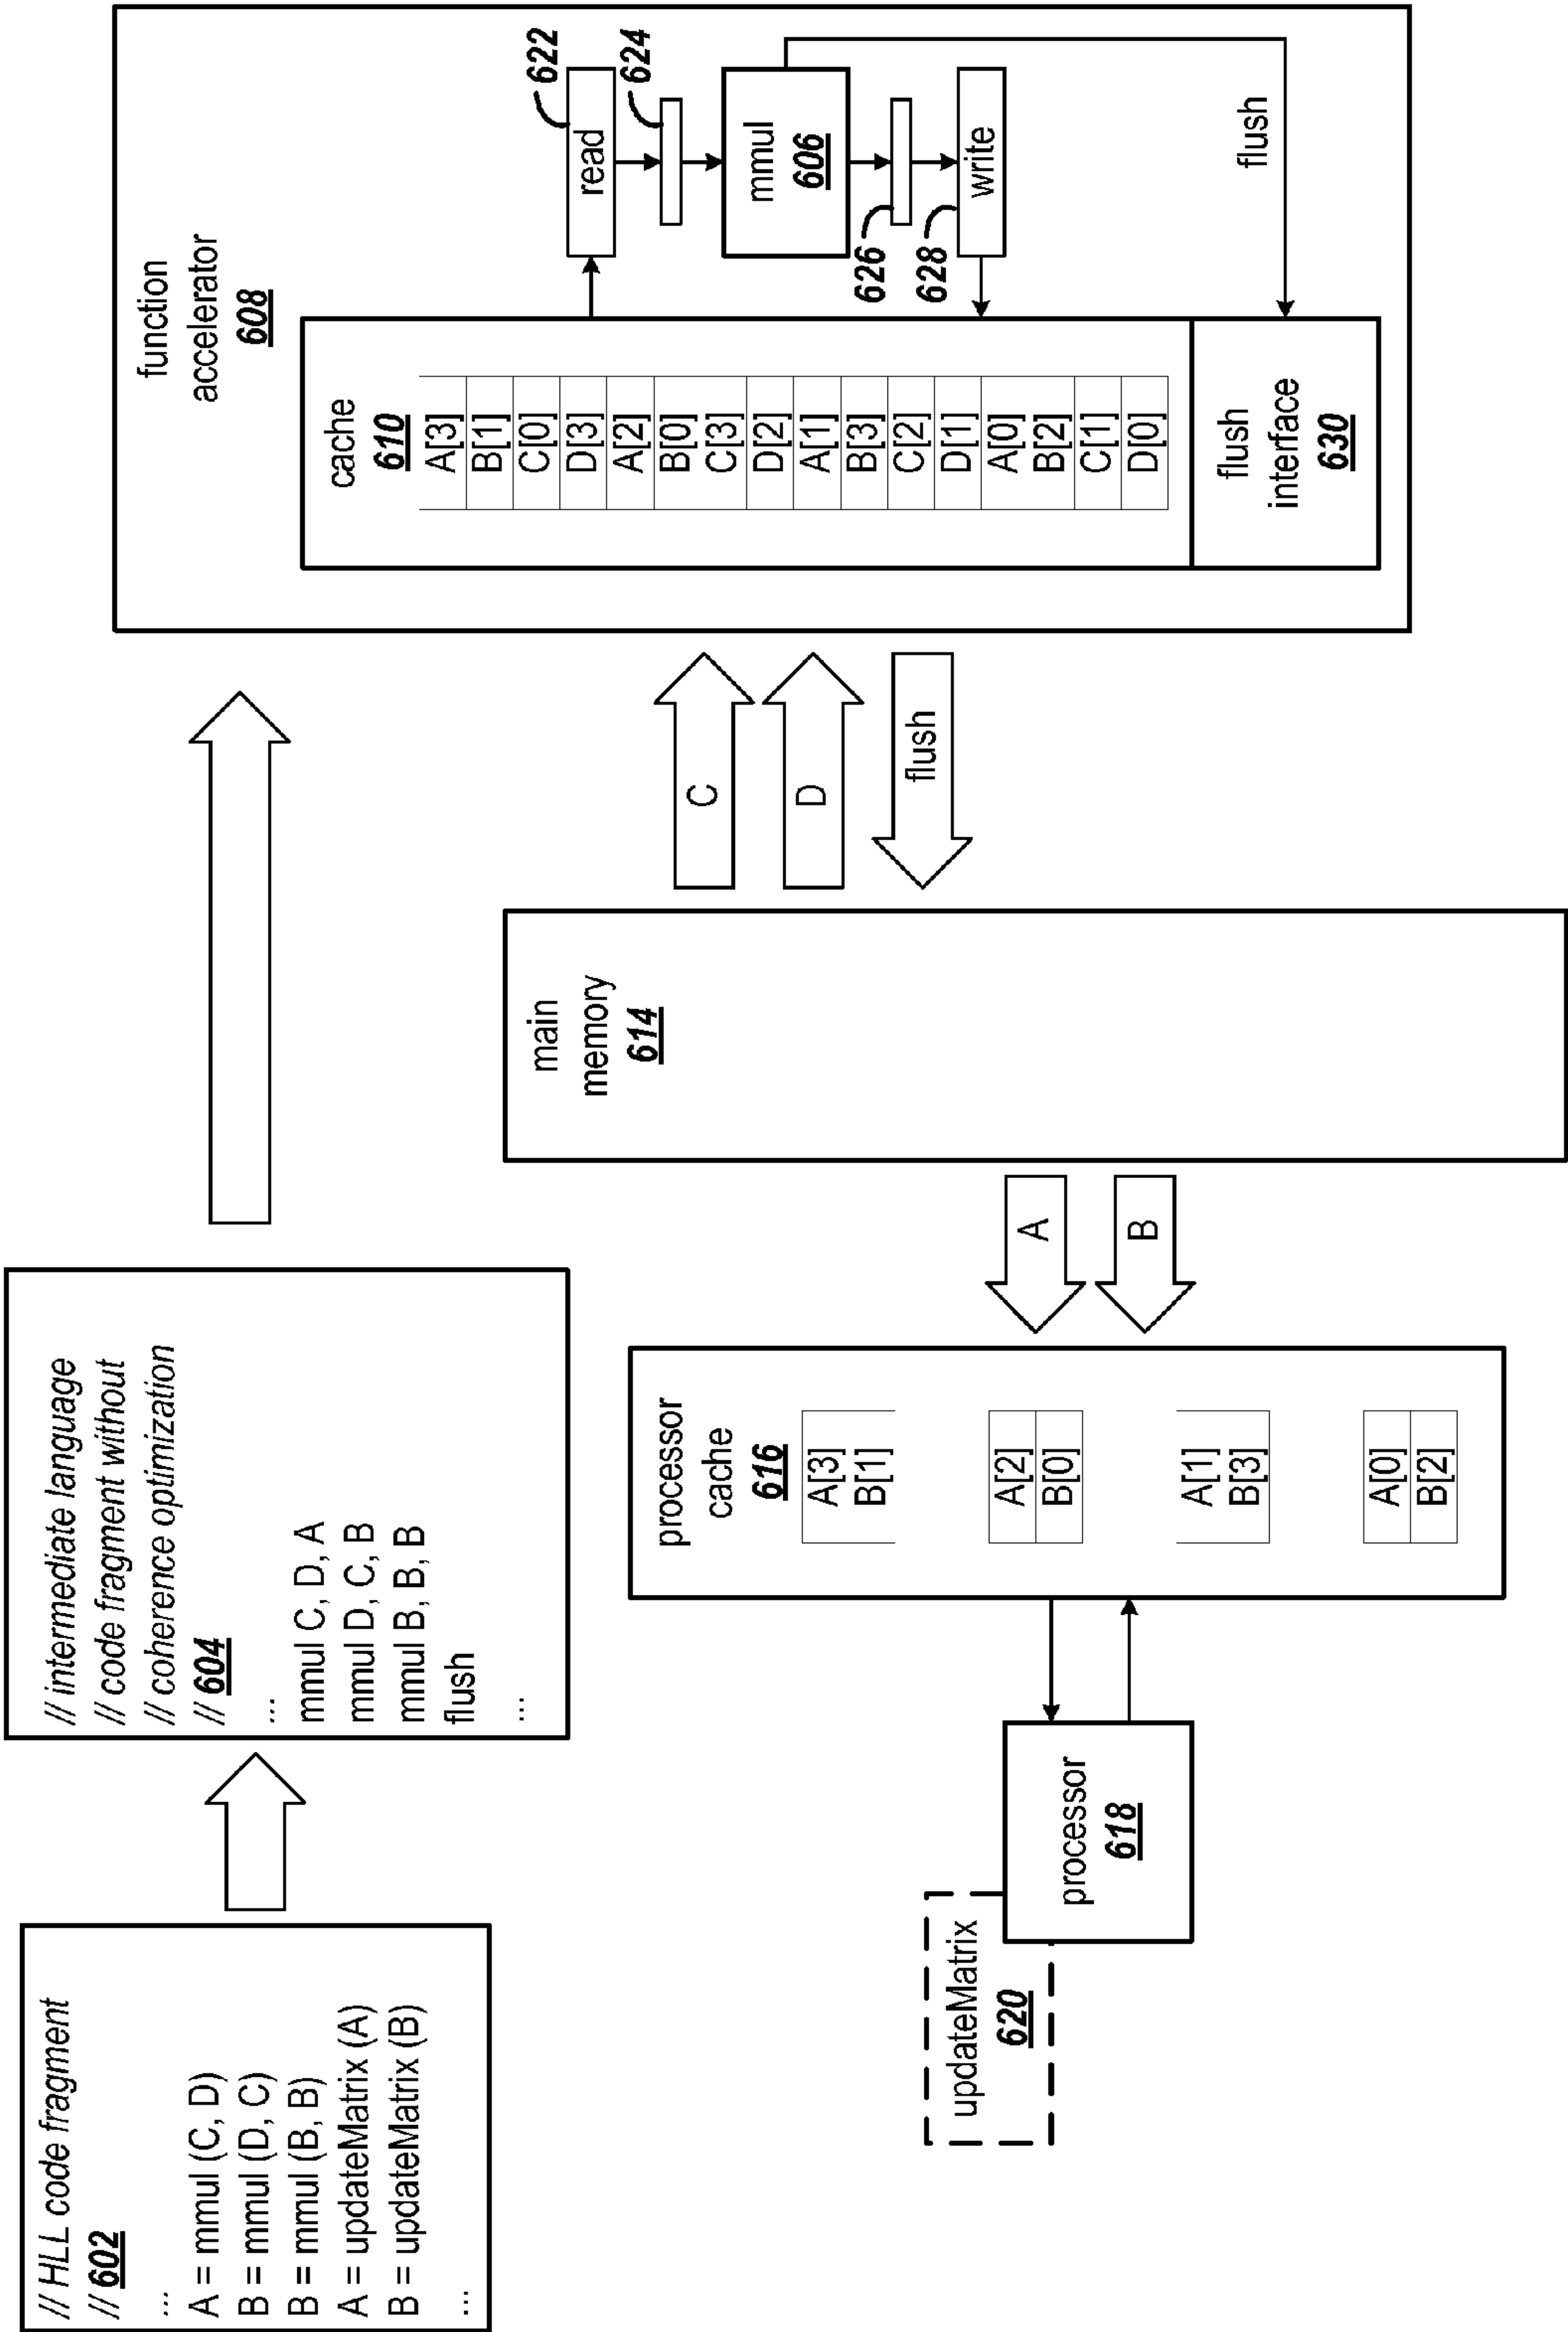 // HLL code fragment
// 602
...
A = mmul (C, D)
B = mmul (D, C)
B = mmul (B, B)
A = updateMatrix (A)
B = updateMatrix (B)
...
// intermediate language
// code fragment without
// coherence optimization
// 604
...
mmul C, D, A
mmul D, C, B
mmul B, B, B
flush
...
function
accelerator
608
cache
610
A[3]
B[1]
C[0]
D[3]
A[2]
B[0]
C[3]
D[2]
A[1]
B[3]
C[2]
D[1]
A[0]
B[2]
C[1]
D[0]
flush
interface
630
read
622
624
mmul
606
626
628
write
flush
updateMatrix
620
processor
618
processor
cache
616
A[3]
B[1]
A[2]
B[0]
A[1]
B[3]
A[0]
B[2]
A
B
main
memory
614
C
D
flush